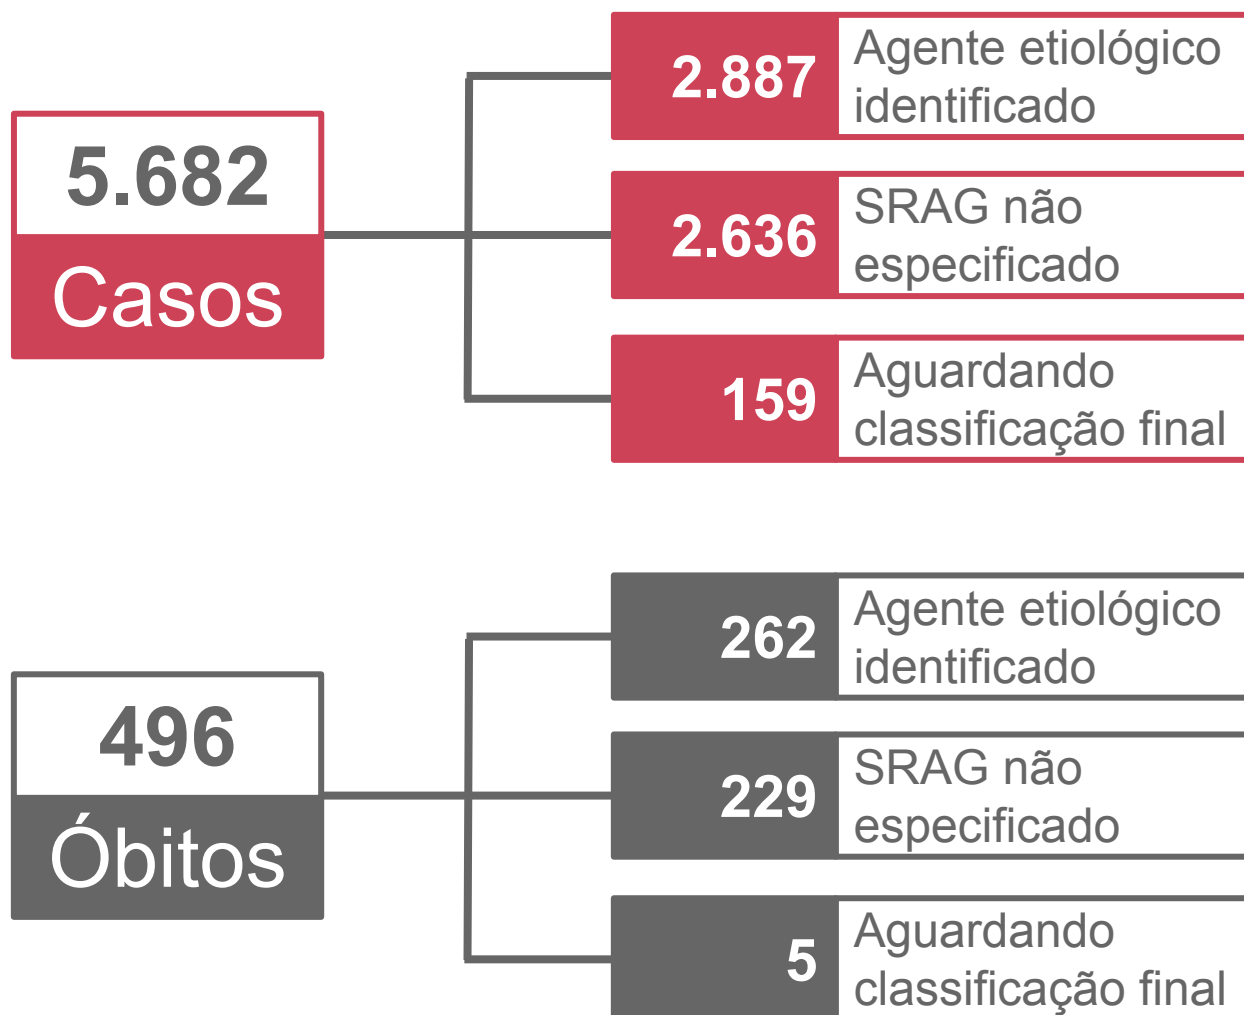 5.682
Casos
2.887
Agente etiológico
identificado
2.636
SRAG não
especificado
159
Aguardando
classificação final
496
Óbitos
262
Agente etiológico
identificado
229
SRAG não
especificado
5
Aguardando
classificação final